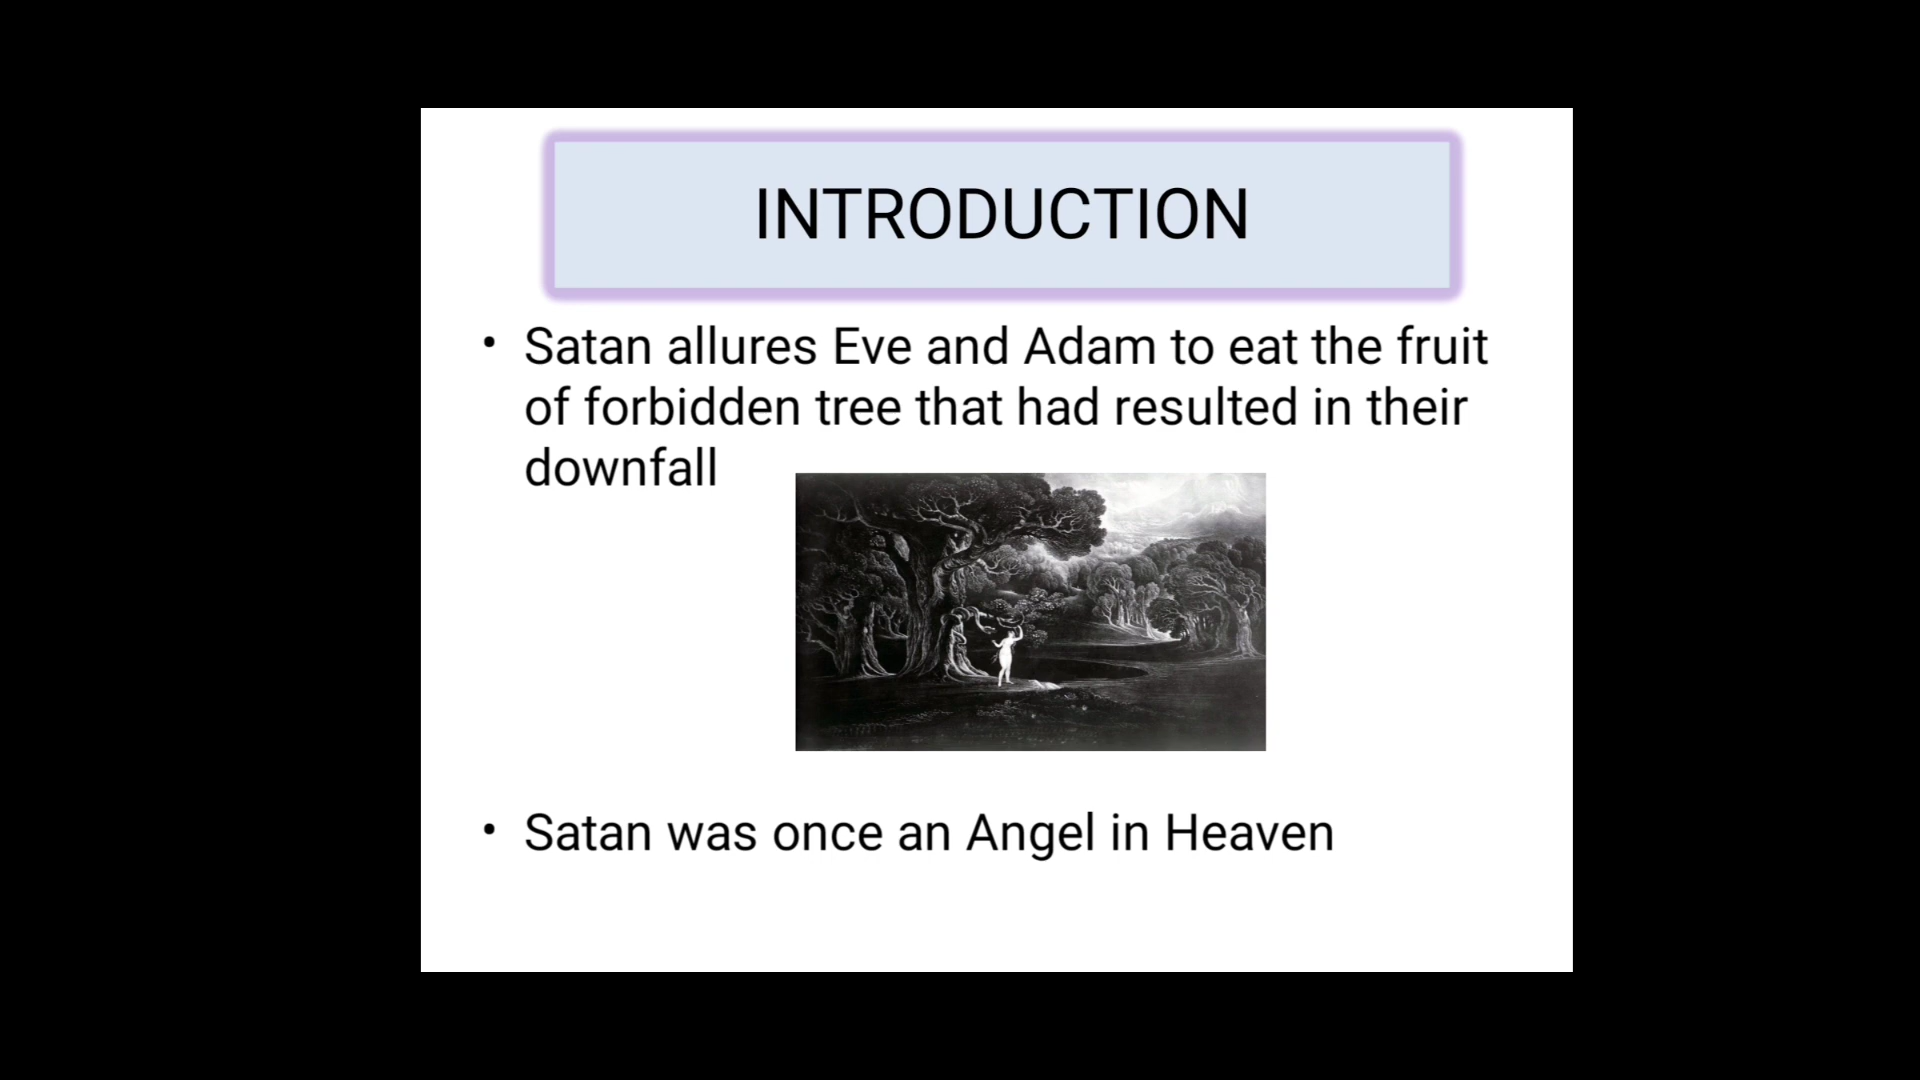 INTRODUCTION
• Satan allures Eve and Adam to eat the fruit
of forbidden tree that had resulted in their
downfall
• Satan was once an Angel in Heaven